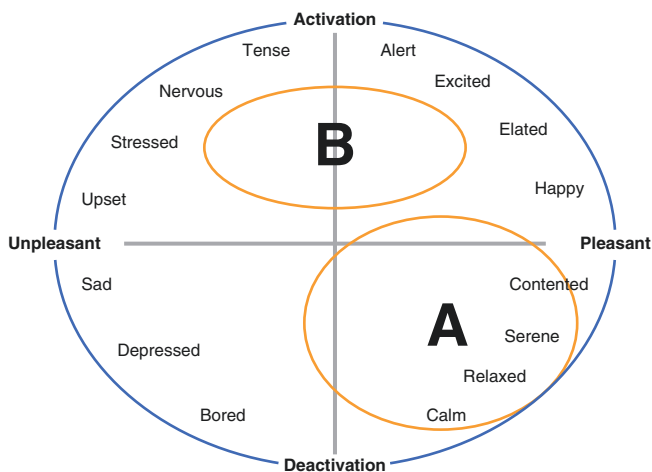 Activation
Tense
Alert
Nervous
Excited
Stressed
B
Elated
Upset
Happy
Unpleasant
Pleasant
Sad
Contented
A
Serene
Depressed
Relaxed
Bored
Calm
Deactivation